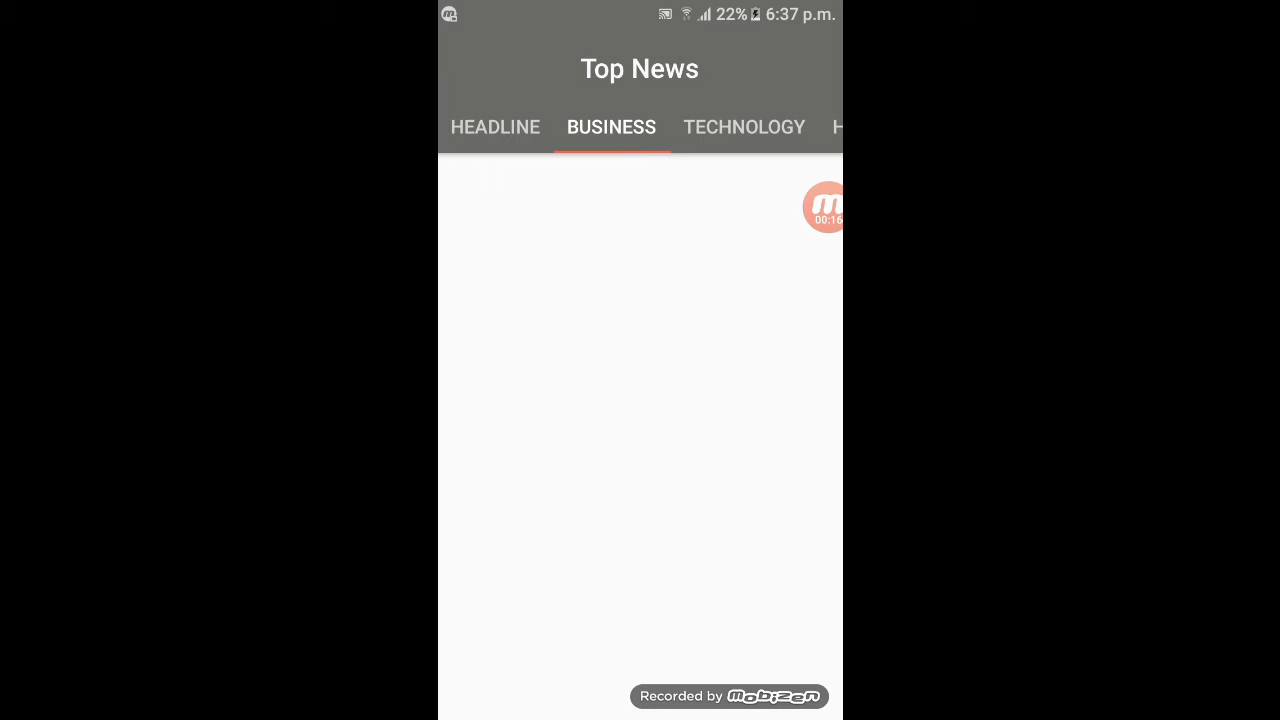 22% 6:37 p.m.
Top News
HEADLINE BUSINESS TECHNOLOGY H
m
00:16
Recorded by mobizen